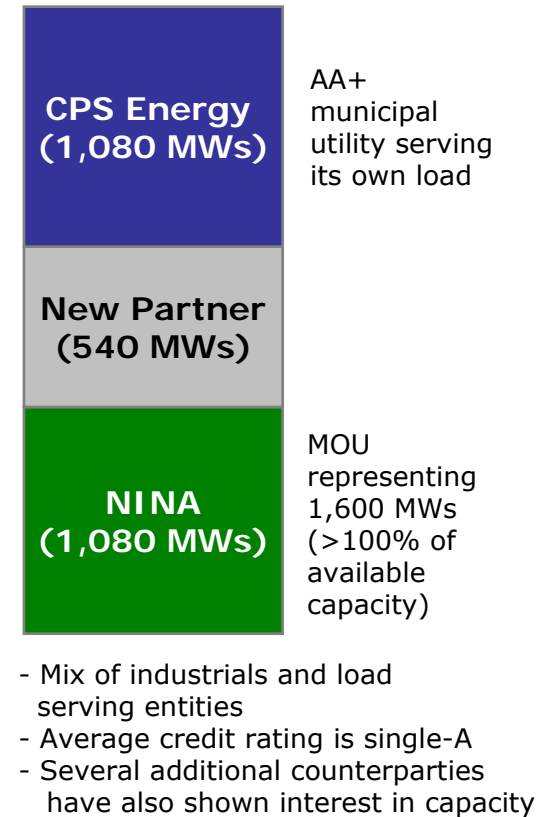 CPS Energy
(1,080 MWs)
AA+
municipal
utility serving
its own load
New Partner
(540 MWs)
NINA
(1,080 MWs)
MOU
representing
1,600 MWs
(>100% of
available
capacity)
- Mix of industrials and load
serving entities
- Average credit rating is single-A
- Several additional counterparties
have also shown interest in capacity